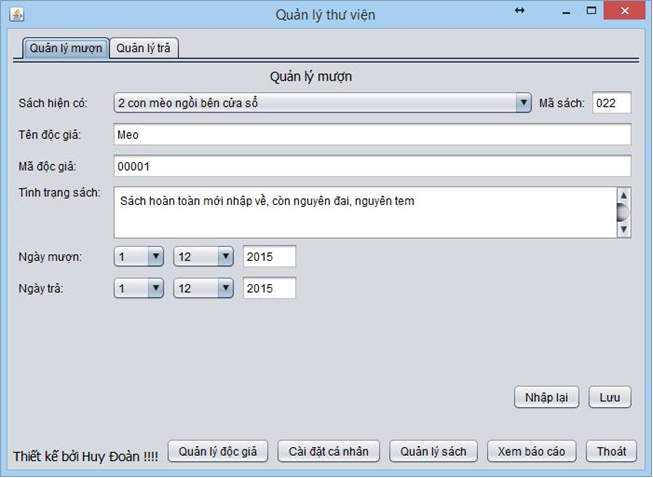 Quản lý thư viện
Quản lý mượn Quản lý trả
Quản lý mượn
Sách hiện có: 2 con mèo ngồi bên cửa sổ Mã sách: 022
Tên độc giả: Meo
Mã độc giả: 00001
Tình trạng sách: Sách hoàn toàn mới nhập về, còn nguyên đai, nguyên tem
Ngày mượn: 1 12 2015
Ngày trả: 1 12 2015
Nhập lại Lưu
Thiết kế bởi Huy Đoàn !!!! Quản lý độc giả Cài đặt cá nhân Quản lý sách Xem báo cáo Thoát